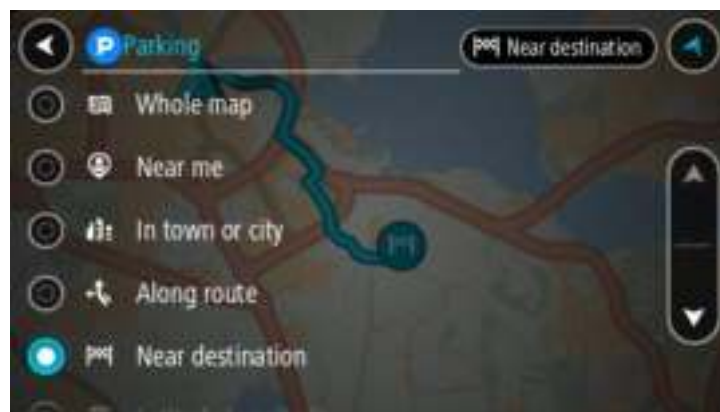 P Parking
Near destination
Whole map
Near me
In town or city
Along route
Near destination